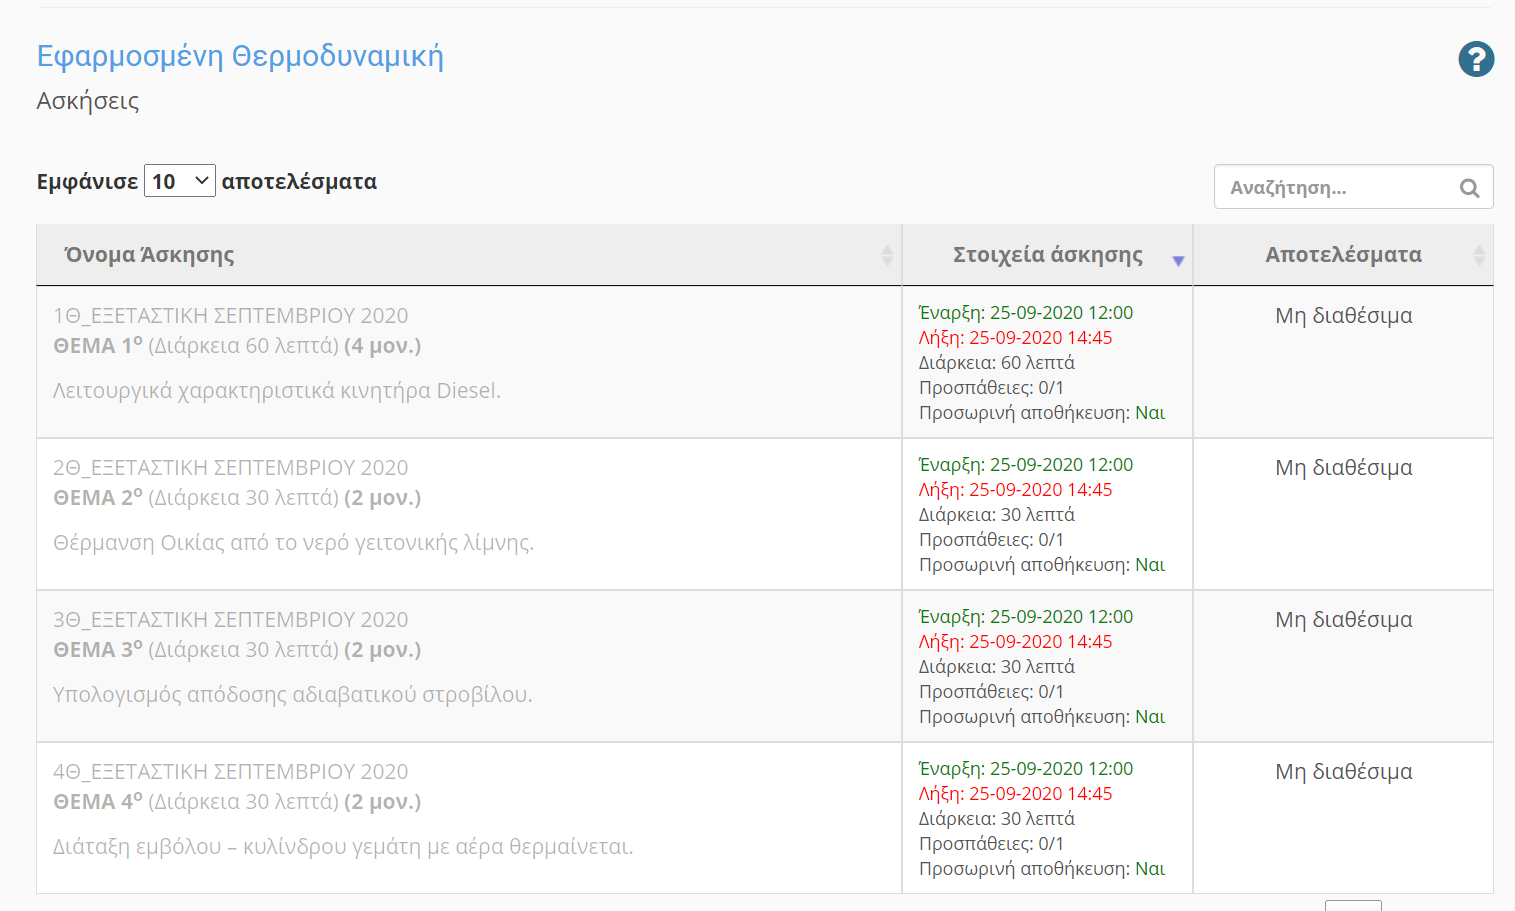 Εφαρμοσμένη Θερμοδυναμική
?
Ασκήσεις
Εμφάνισε 10 αποτελέσματα
Αναζήτηση...
Όνομα Άσκησης
Στοιχεία άσκησης
Αποτελέσματα
1Θ_ΕΞΕΤΑΣΤΙΚΗ ΣΕΠΤΕΜΒΡΙΟΥ 2020
ΘΕΜΑ 1º (Διάρκεια 60 λεπτά) (4 μον.)
Λειτουργικά χαρακτηριστικά κινητήρα Diesel.
Έναρξη: 25-09-2020 12:00
Λήξη: 25-09-2020 14:45
Διάρκεια: 60 λεπτά
Προσπάθειες: 0/1
Προσωρινή αποθήκευση: Ναι
Μη διαθέσιμα
2Θ_ΕΞΕΤΑΣΤΙΚΗ ΣΕΠΤΕΜΒΡΙΟΥ 2020
ΘΕΜΑ 2º (Διάρκεια 30 λεπτά) (2 μον.)
Θέρμανση Οικίας από το νερό γειτονικής λίμνης.
Έναρξη: 25-09-2020 12:00
Λήξη: 25-09-2020 14:45
Διάρκεια: 30 λεπτά
Προσπάθειες: 0/1
Προσωρινή αποθήκευση: Ναι
Μη διαθέσιμα
3Θ_ΕΞΕΤΑΣΤΙΚΗ ΣΕΠΤΕΜΒΡΙΟΥ 2020
ΘΕΜΑ 3º (Διάρκεια 30 λεπτά) (2 μον.)
Υπολογισμός απόδοσης αδιαβατικού στροβίλου.
Έναρξη: 25-09-2020 12:00
Λήξη: 25-09-2020 14:45
Διάρκεια: 30 λεπτά
Προσπάθειες: 0/1
Προσωρινή αποθήκευση: Ναι
Μη διαθέσιμα
4Θ_ΕΞΕΤΑΣΤΙΚΗ ΣΕΠΤΕΜΒΡΙΟΥ 2020
ΘΕΜΑ 4º (Διάρκεια 30 λεπτά) (2 μον.)
Διάταξη εμβόλου – κυλίνδρου γεμάτη με αέρα θερμαίνεται.
Έναρξη: 25-09-2020 12:00
Λήξη: 25-09-2020 14:45
Διάρκεια: 30 λεπτά
Προσπάθειες: 0/1
Προσωρινή αποθήκευση: Ναι
Μη διαθέσιμα